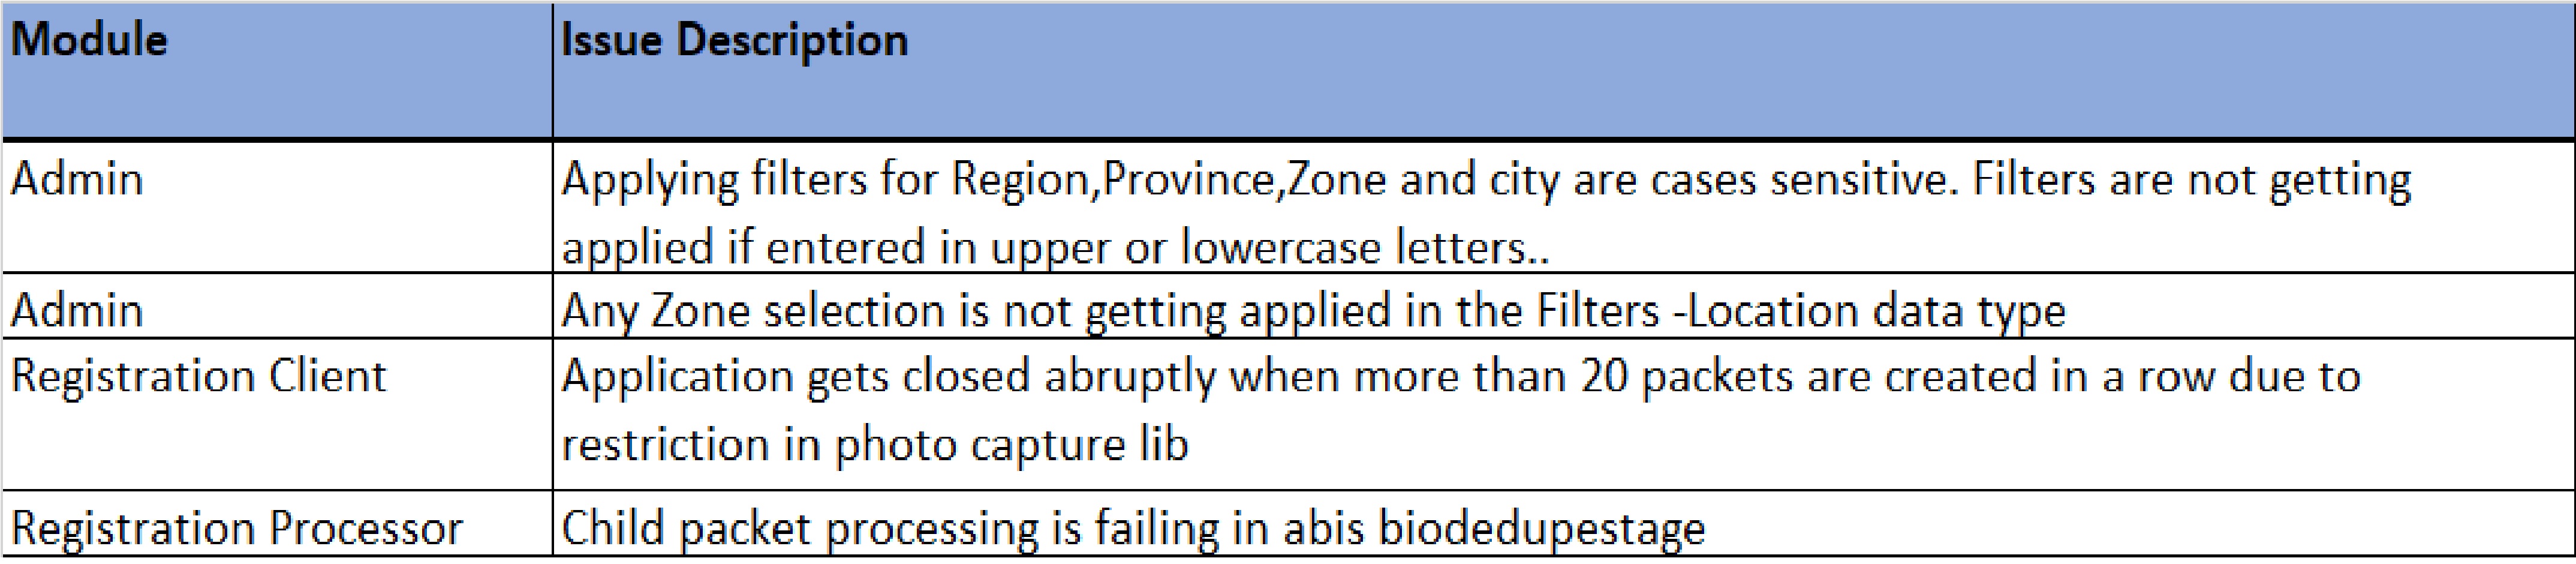 Module
Issue Description
Admin
Applying filters for Region,Province,Zone and city are cases sensitive. Filters are not getting
applied if entered in upper or lowercase letters..
Admin
Any Zone selection is not getting applied in the Filters -Location data type
Registration Client
Application gets closed abruptly when more than 20 packets are created in a row due to
restriction in photo capture lib
Registration Processor
Child packet processing is failing in abis biodedupestage